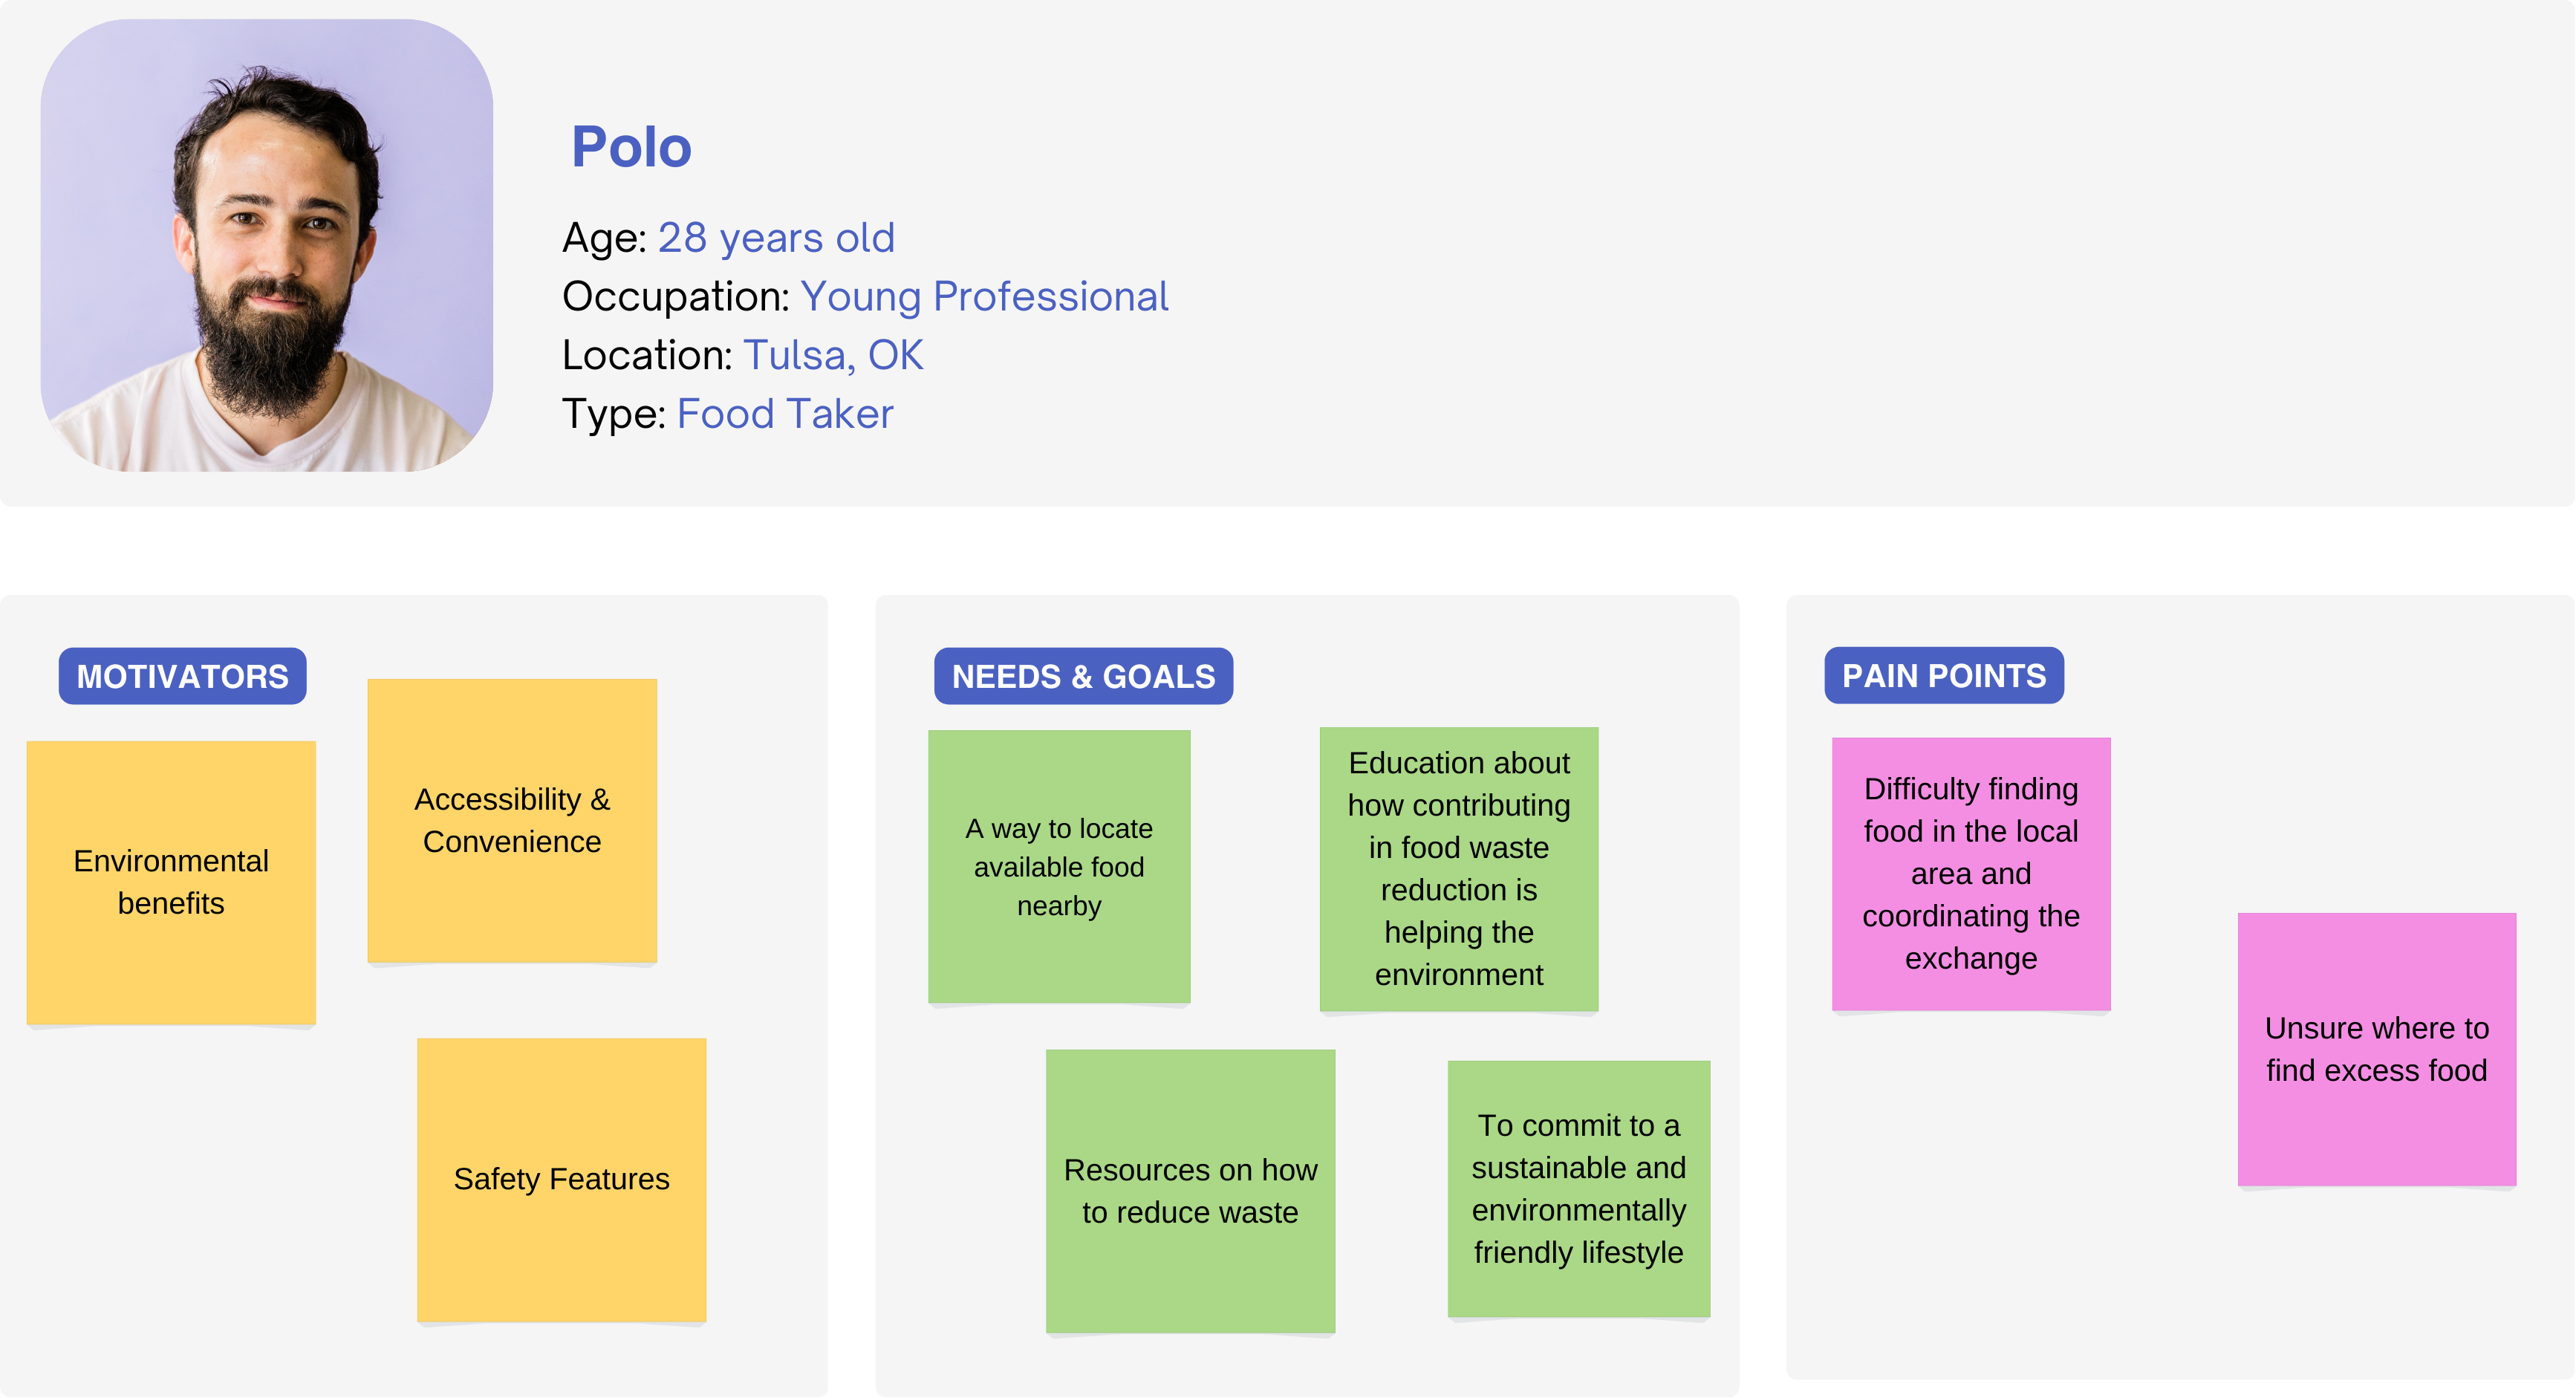 Polo
Age: 28 years old
Occupation: Young Professional
Location: Tulsa, OK
Type: Food Taker
MOTIVATORS
Environmental
benefits
Accessibility &
Convenience
Safety Features
NEEDS & GOALS
A way to locate
available food
nearby
Education about
how contributing
in food waste
reduction is
helping the
environment
Resources on how
to reduce waste
To commit to a
sustainable and
environmentally
friendly lifestyle
PAIN POINTS
Difficulty finding
food in the local
area and
coordinating the
exchange
Unsure where to
find excess food